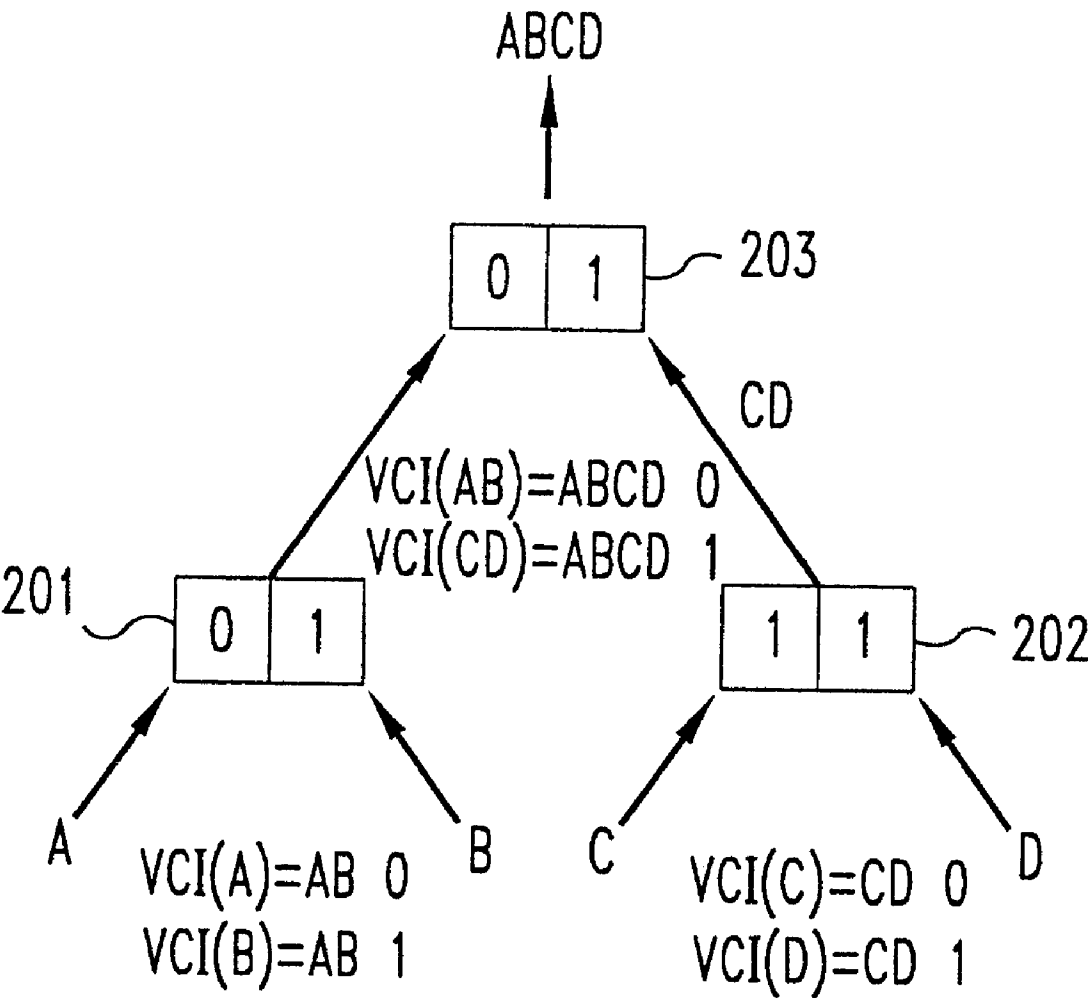 ABCD
0 1 203
CD
VCI(AB)=ABCD 0
VCI(CD)=ABCD 1
201 0 1
1 1 202
A B C D
VCI(A)=AB 0
VCI(B)=AB 1
VCI(C)=CD 0
VCI(D)=CD 1